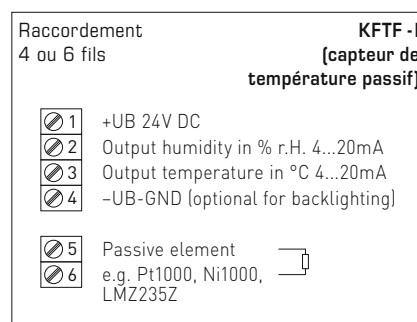 Raccordement
4 ou 6 fils
KFTF - I
(capteur de
température passif)
1 +UB 24V DC
2 Output humidity in % r.H. 4...20mA
3 Output temperature in °C 4...20mA
4 –UB-GND (optional for backlighting)
5 Passive element
6 e.g. Pt1000, Ni1000,
LMZ235Z